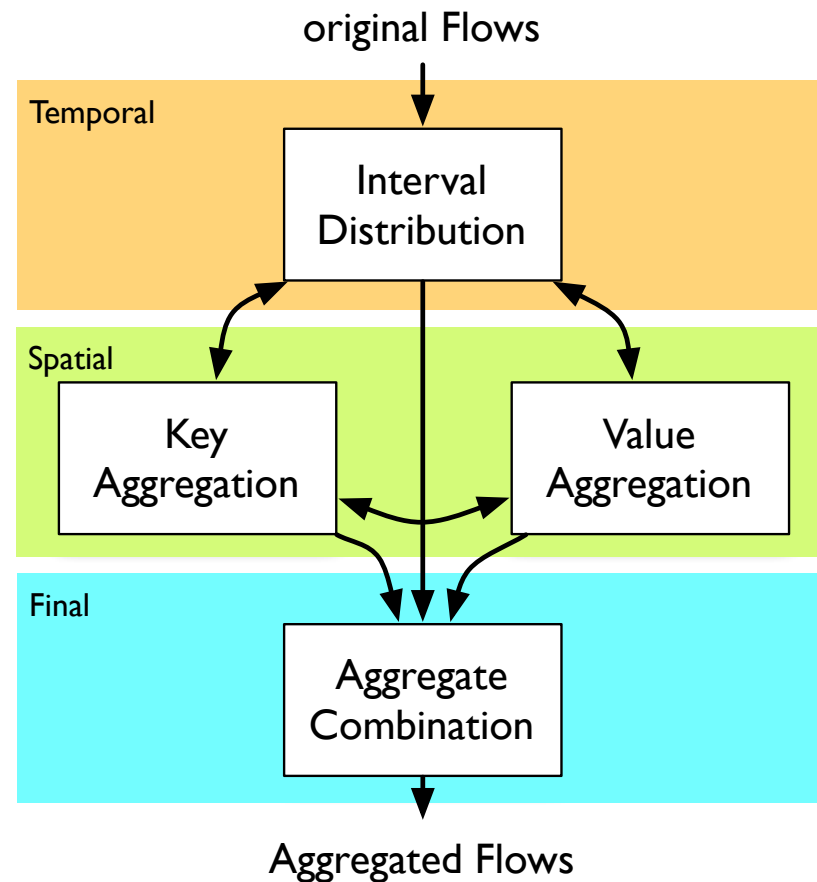 original Flows
Temporal
Interval
Distribution
Spatial
Key
Aggregation
Value
Aggregation
Final
Aggregate
Combination
Aggregated Flows